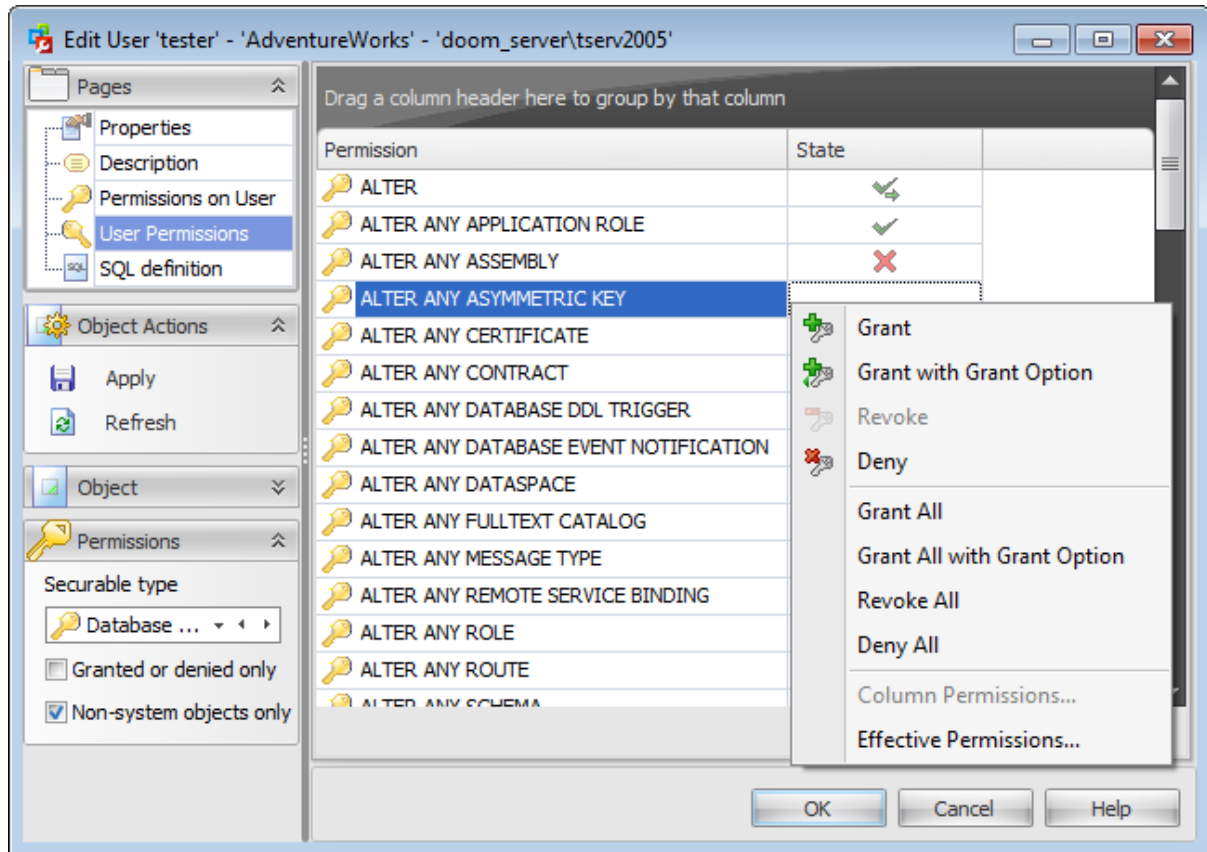 Edit User 'tester' - 'AdventureWorks' - 'doom_server\tserv2005'
Pages
Properties
Description
Permissions on User
User Permissions
SQL
SQL definition
Object Actions
Apply
Refresh
Object
Permissions
Securable type
Database ...
Granted or denied only
Non-system objects only
Drag a column header here to group by that column
Permission State
ALTER
ALTER ANY APPLICATION ROLE
ALTER ANY ASSEMBLY
ALTER ANY ASYMMETRIC KEY
ALTER ANY CERTIFICATE
ALTER ANY CONTRACT
ALTER ANY DATABASE DDL TRIGGER
ALTER ANY DATABASE EVENT NOTIFICATION
ALTER ANY DATASPACE
ALTER ANY FULLTEXT CATALOG
ALTER ANY MESSAGE TYPE
ALTER ANY REMOTE SERVICE BINDING
ALTER ANY ROLE
ALTER ANY ROUTE
ALTER ANY SCHEMA
Grant
Grant with Grant Option
Revoke
Deny
Grant All
Grant All with Grant Option
Revoke All
Deny All
Column Permissions...
Effective Permissions...
OK Cancel Help